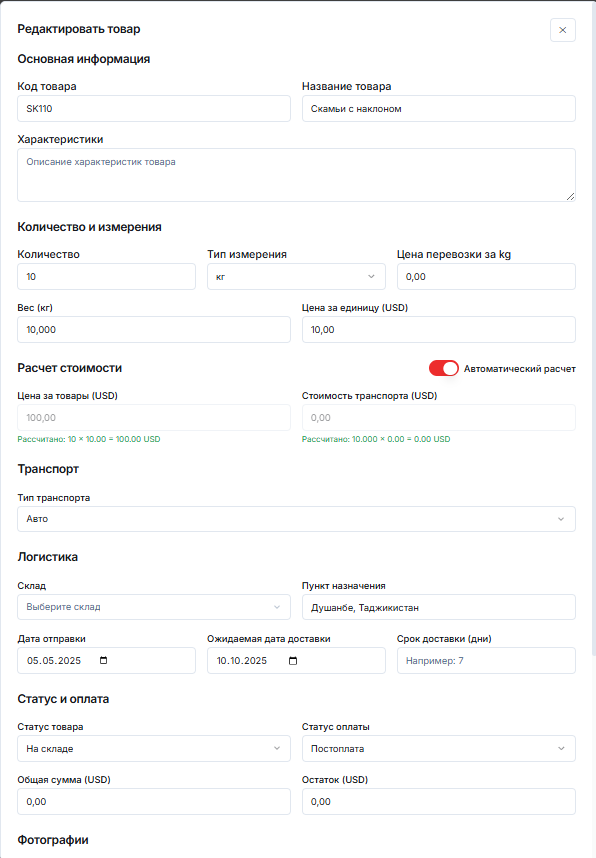 Редактировать товар
Основная информация
Код товара
Название товара
SK110
Скамьи с наклоном
Характеристики
Описание характеристик товара
Количество и измерения
Количество
Тип измерения
Цена перевозки за kg
10
кг
0,00
Вес (кг)
Цена за единицу (USD)
10,000
10,00
Расчет стоимости
Автоматический расчет
Цена за товары (USD)
Стоимость транспорта (USD)
100,00
0,00
Рассчитано: 10 × 10.00 = 100.00 USD
Рассчитано: 10.000 × 0.00 = 0.00 USD
Транспорт
Тип транспорта
Авто
Логистика
Склад
Пункт назначения
Выберите склад
Душанбе, Таджикистан
Дата отправки
Ожидаемая дата доставки
Срок доставки (дни)
05.05.2025
10.10.2025
Например: 7
Статус и оплата
Статус товара
Статус оплаты
На складе
Постоплата
Общая сумма (USD)
Остаток (USD)
0,00
0,00
Фотографии